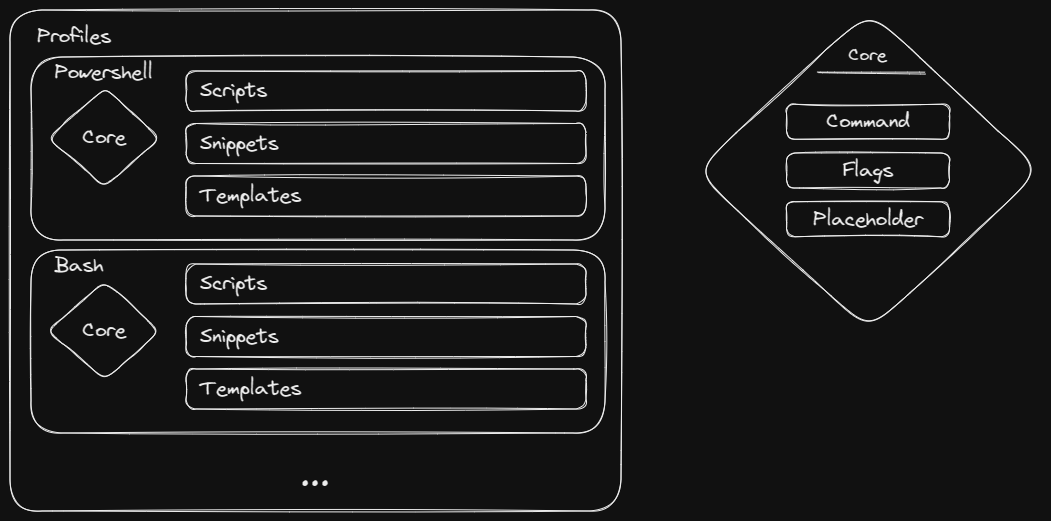 Profiles
Powershell
Core
Scripts
Snippets
Templates
Bash
Core
Scripts
Snippets
Templates
...
Core
Command
Flags
Placeholder